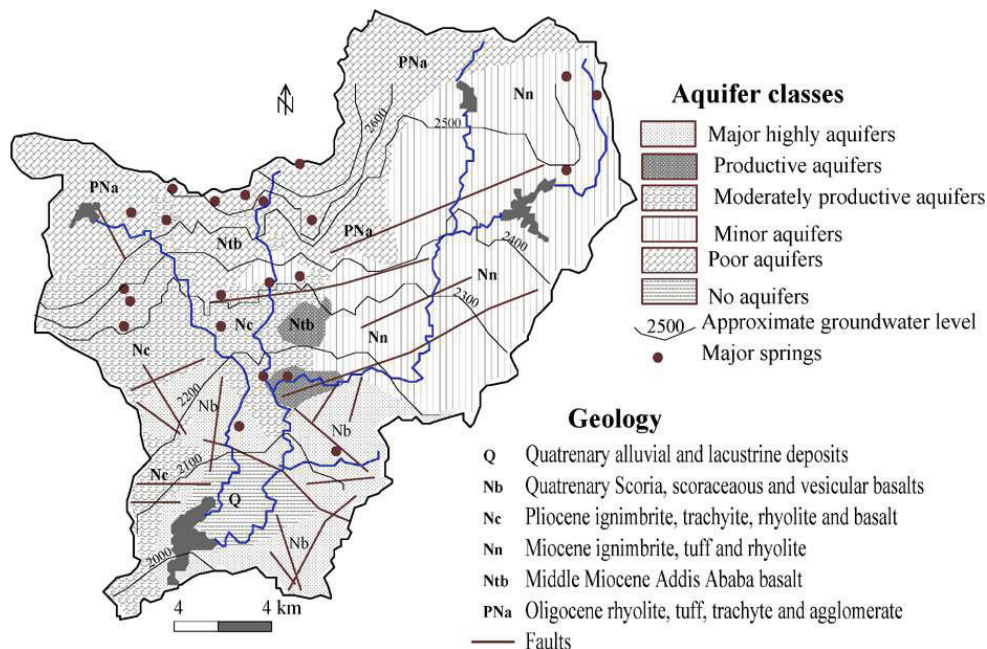 PNa
Nn
2600
2500
PNa
Ntb
PNa
2400
Nn
2300
Ntb
Nc
Nn
Nc
2200
Nb
Nb
2100
Nc
Q
Nb
2000
N
4 4 km
Aquifer classes
Major highly aquifers
Productive aquifers
Moderately productive aquifers
Minor aquifers
Poor aquifers
No aquifers
2500 Approximate groundwater level
Major springs
Geology
Q Quatrenary alluvial and lacustrine deposits
Nb Quatrenary Scoria, scoraceaous and vesicular basalts
Nc Pliocene ignimbrite, trachyite, rhyolite and basalt
Nn Miocene ignimbrite, tuff and rhyolite
Ntb Middle Miocene Addis Ababa basalt
PNa Oligocene rhyolite, tuff, trachyte and agglomerate
Faults